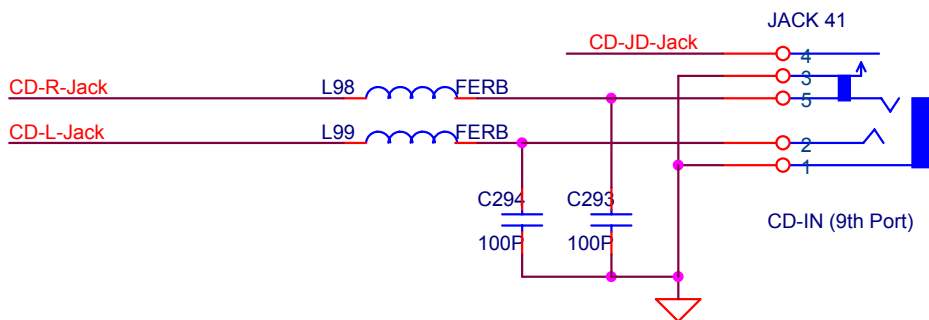 JACK 41
CD-JD-Jack
4
3
CD-R-Jack
L98
FERB
5
CD-L-Jack
L99
FERB
2
1
C294
C293
100P
100P
CD-IN (9th Port)